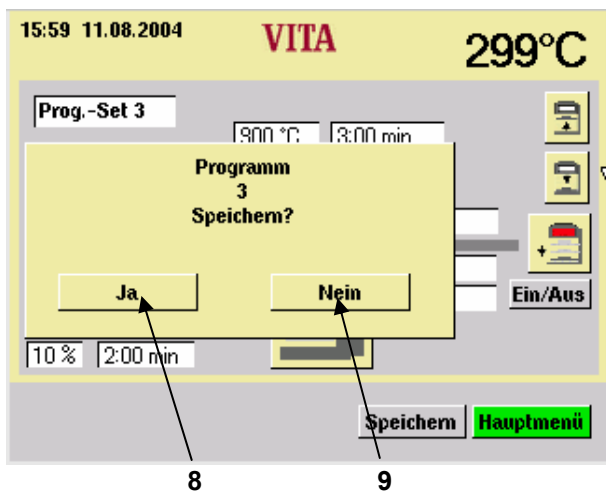 15:59 11.08.2004 VITA 299°C
Prog.-Set 3
900 °C 3:00 min
Programm
3
Speichern?
Ja Nein
Ein/Aus
10 % 2:00 min
Speichern Hauptmenü
8 9